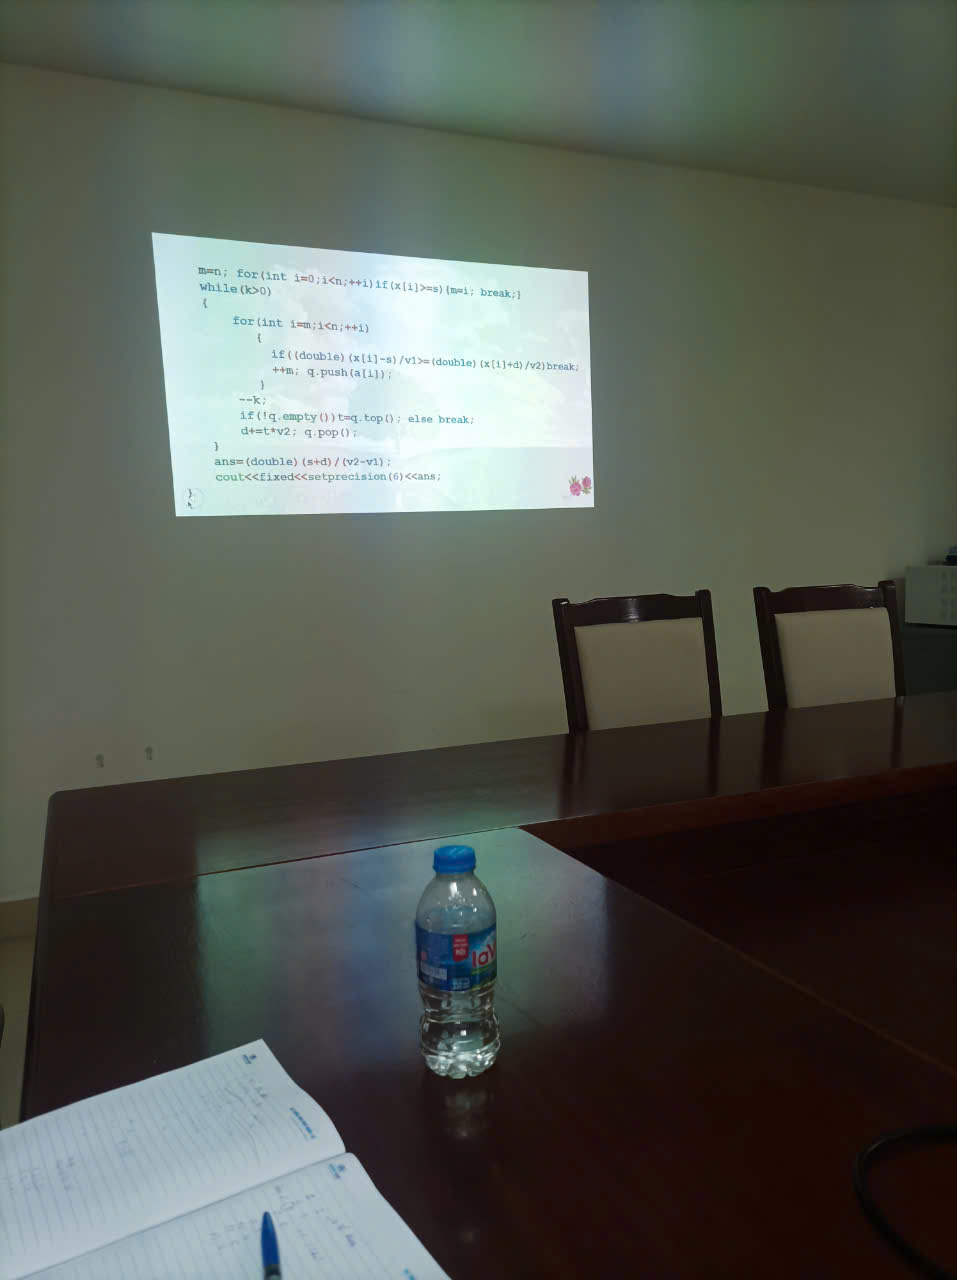 m=n; for(int i=0;i<n;++i)if(x[i]>=s){m=i; break;}
while(k>0)
{
for(int i=m;i<n;++i)
{
if((double)(x[i]-s)/v1>=(double)(x[i]+d)/v2)break;
++m; q.push(a[i]);
}
--k;
if(!q.empty())t=q.top(); else break;
d+=t*v2; q.pop();
}
ans=(double)(s+d)/(v2-v1);
cout<<fixed<<setprecision(6)<<ans;
}
laV